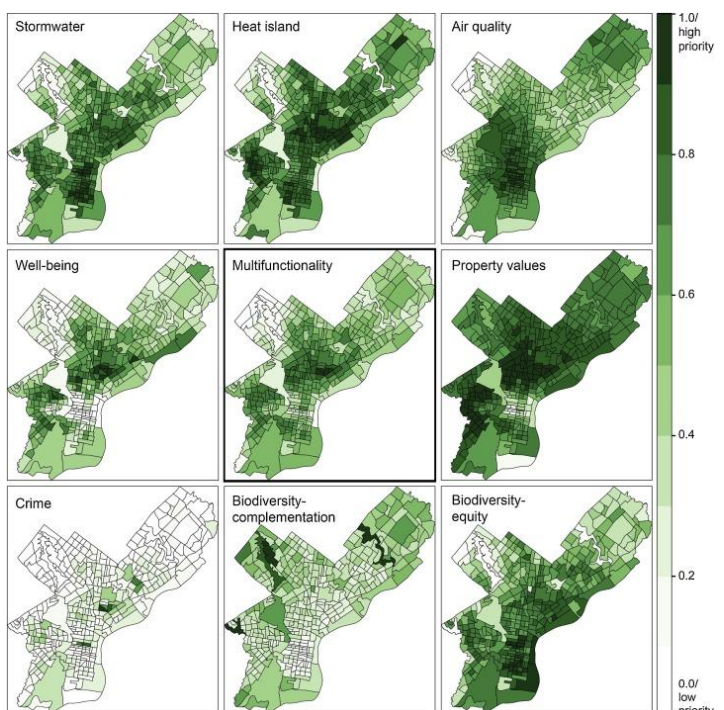 Stormwater
Heat island
Air quality
1.0/
high
priority
0.8
Well-being
Multifunctionality
Property values
0.6
0.4
Crime
Biodiversity-
complementation
Biodiversity-
equity
0.2
0.0/
low
priority